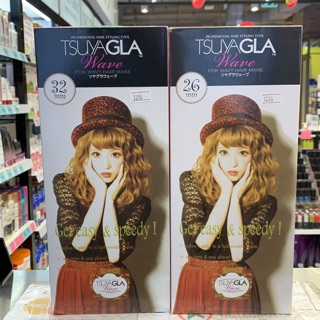 PROFESSIONAL HAIR STYLING TOOL
TSUYAGLA
Wave
FOR WAVY HAIR MAKE
ツヤグラウェーブ
32
mm
Get easy & speedy !
TSUYAGLA
Wave
PROFESSIONAL HAIR STYLING TOOL
TSUYAGLA
Wave
FOR WAVY HAIR MAKE
ツヤグラウェーブ
26
mm
Get easy & speedy !
TSUYAGLA
Wave